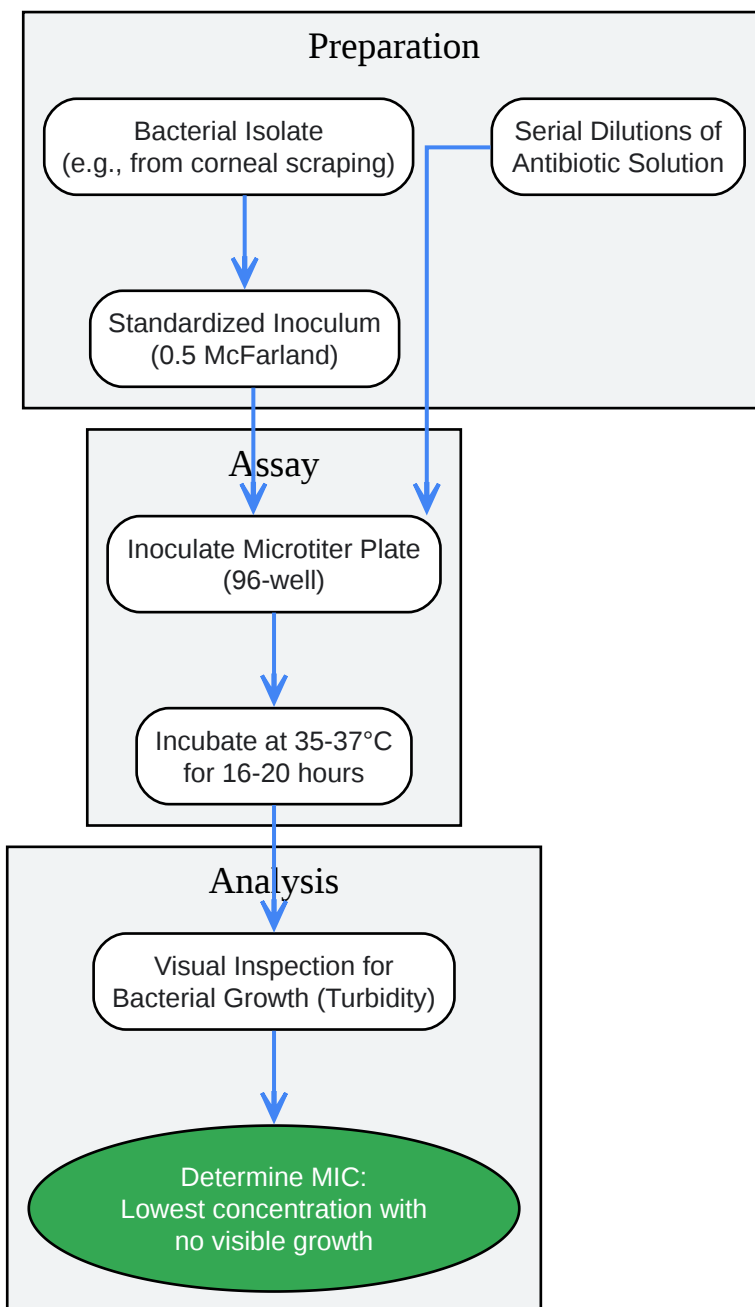 Preparation
Bacterial Isolate
(e.g., from corneal scraping)
Serial Dilutions of
Antibiotic Solution
Standardized Inoculum
(0.5 McFarland)
Assay
Inoculate Microtiter Plate
(96-well)
Incubate at 35-37°C
for 16-20 hours
Analysis
Visual Inspection for
Bacterial Growth (Turbidity)
Determine MIC:
Lowest concentration with
no visible growth